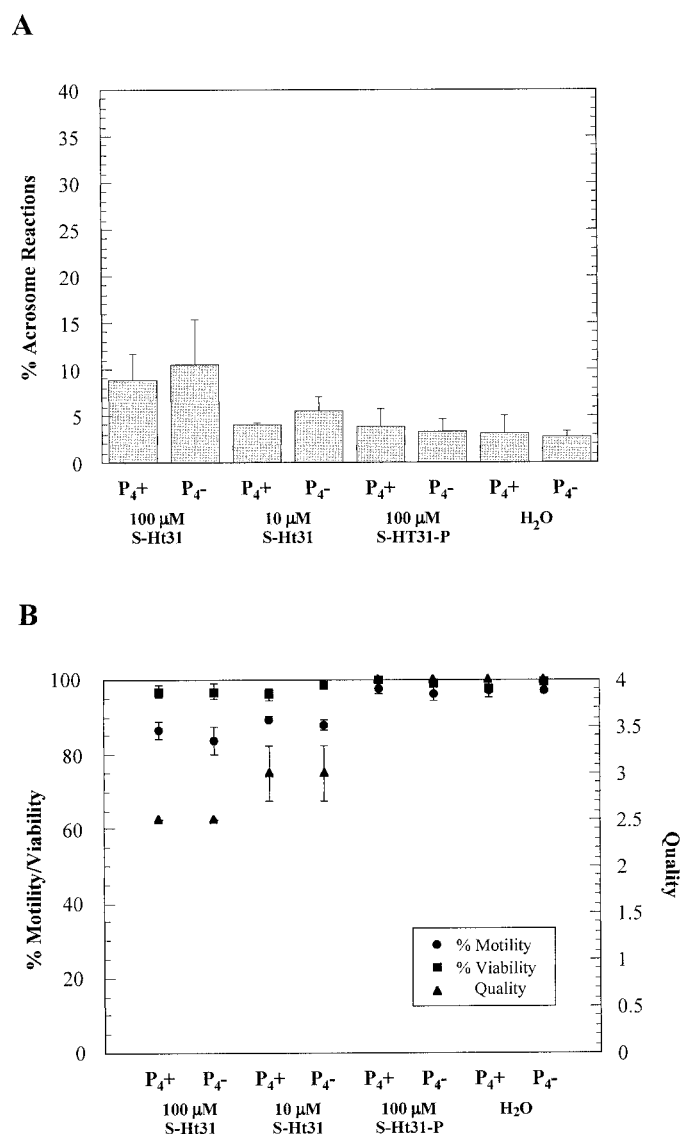 A
% Acrosome Reactions
40
35
30
25
20
15
10
5
0
P₄+ P₄- P₄+ P₄- P₄+ P₄- P₄+ P₄-
100 μM 10 μM 100 μM H₂O
S-Ht31 S-Ht31 S-HT31-P
B
% Motility/Viability
100
80
60
40
20
0
Quality
4
3.5
3
2.5
2
1.5
1
0.5
0
% Motility
% Viability
Quality
P₄+ P₄- P₄+ P₄- P₄+ P₄- P₄+ P₄-
100 μM 10 μM 100 μM H₂O
S-Ht31 S-Ht31 S-Ht31-P